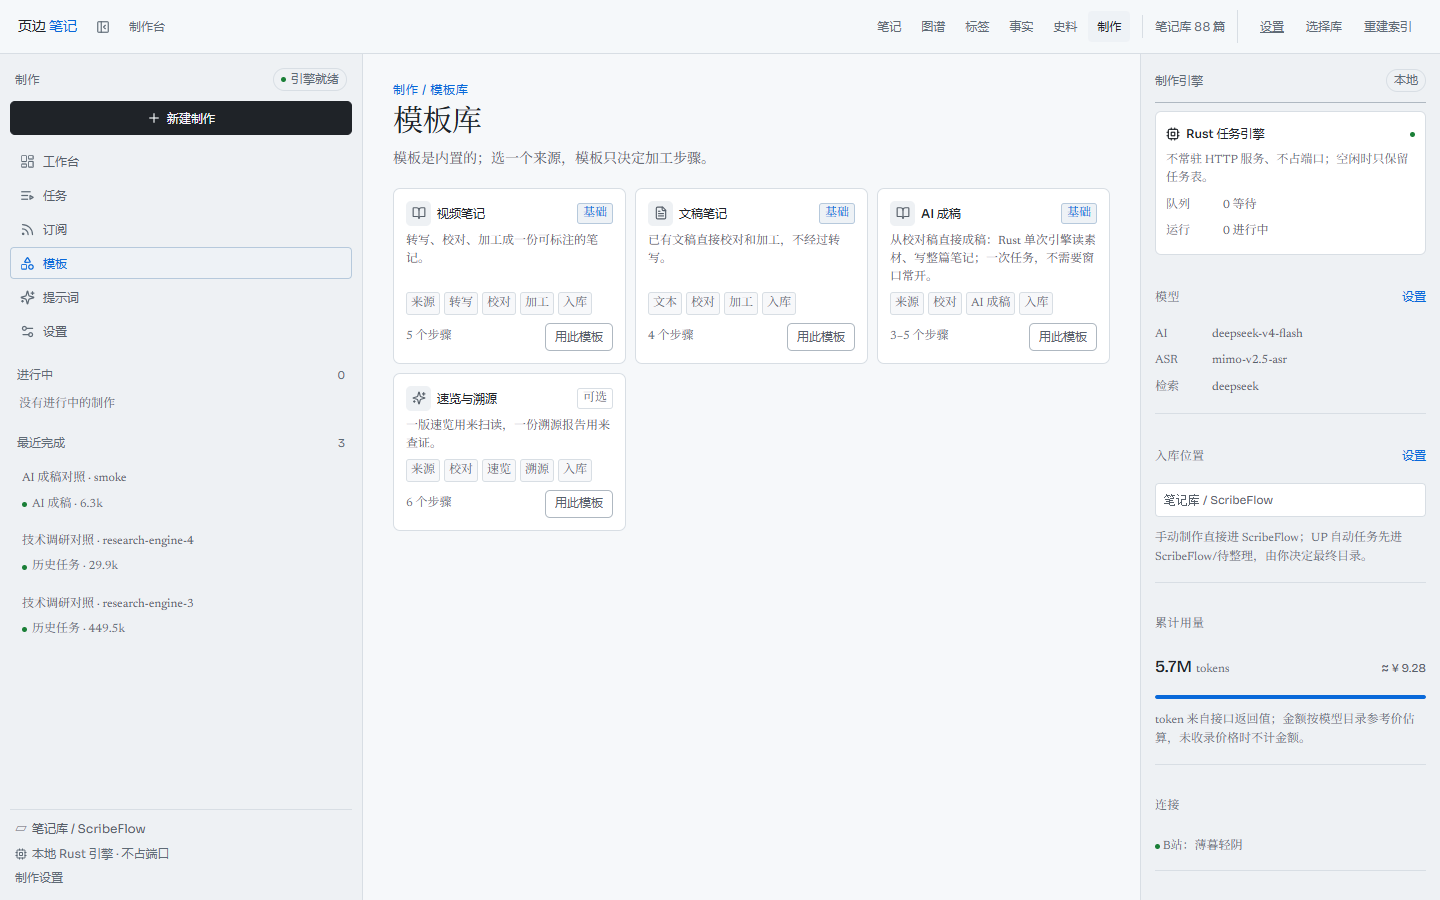 页边 笔记
制作台
笔记
图谱
标签
事实
史料
制作
笔记库 88 篇
设置
选择库
重建索引
制作
引擎就绪
+ 新建制作
工作台
任务
订阅
模板
提示词
设置
进行中 0
没有进行中的制作
最近完成 3
AI 成稿对照 · smoke
AI 成稿 · 6.3k
技术调研对照 · research-engine-4
历史任务 · 29.9k
技术调研对照 · research-engine-3
历史任务 · 449.5k
笔记库 / ScribeFlow
本地 Rust 引擎 · 不占端口
制作设置
制作 / 模板库
模板库
模板是内置的；选一个来源，模板只决定加工步骤。
视频笔记 基础
转写、校对、加工成一份可标注的笔
记。
来源 转写 校对 加工 入库
5 个步骤 用此模板
文稿笔记 基础
已有文稿直接校对和加工，不经过转
写。
文本 校对 加工 入库
4 个步骤 用此模板
AI 成稿 基础
从校对稿直接成稿：Rust 单次引擎读素
材、写整篇笔记；一次任务，不需要窗
口常开。
来源 校对 AI 成稿 入库
3–5 个步骤 用此模板
速览与溯源 可选
一版速览用来扫读，一份溯源报告用来
查证。
来源 校对 速览 溯源 入库
6 个步骤 用此模板
制作引擎 本地
Rust 任务引擎
不常驻 HTTP 服务、不占端口；空闲时只保留
任务表。
队列 0 等待
运行 0 进行中
模型 设置
AI deepseek-v4-flash
ASR mimo-v2.5-asr
检索 deepseek
入库位置 设置
笔记库 / ScribeFlow
手动制作直接进 ScribeFlow；UP 自动任务先进
ScribeFlow/待整理，由你决定最终目录。
累计用量
5.7M tokens ≈ ¥ 9.28
token 来自接口返回值；金额按模型目录参考价估
算，未收录价格时不计金额。
连接
B站：薄暮轻阴